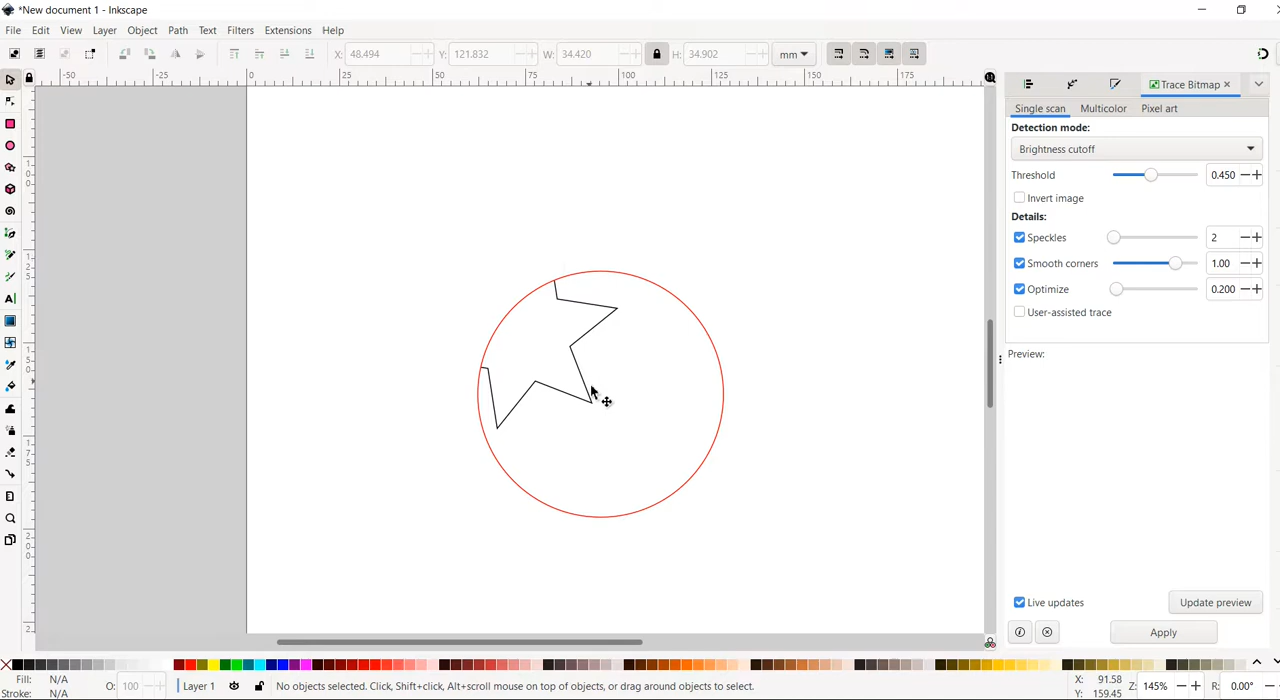 *New document 1 - Inkscape
File Edit View Layer Object Path Text Filters Extensions Help
X: 48.494 Y: 121.832 W: 34.420 H: 34.902 mm
-50 -25 0 25 50 75 100 125 150 175
Trace Bitmap
Single scan Multicolor Pixel art
Detection mode:
Brightness cutoff
Threshold 0.450
Invert image
Details:
Speckles 2
Smooth corners 1.00
Optimize 0.200
User-assisted trace
Preview:
Live updates Update preview
Apply
Fill: N/A
Stroke: N/A
O: 100
Layer 1
No objects selected. Click, Shift+click, Alt+scroll mouse on top of objects, or drag around objects to select.
X: 91.58
Y: 159.45
Z: 145% R: 0.00°